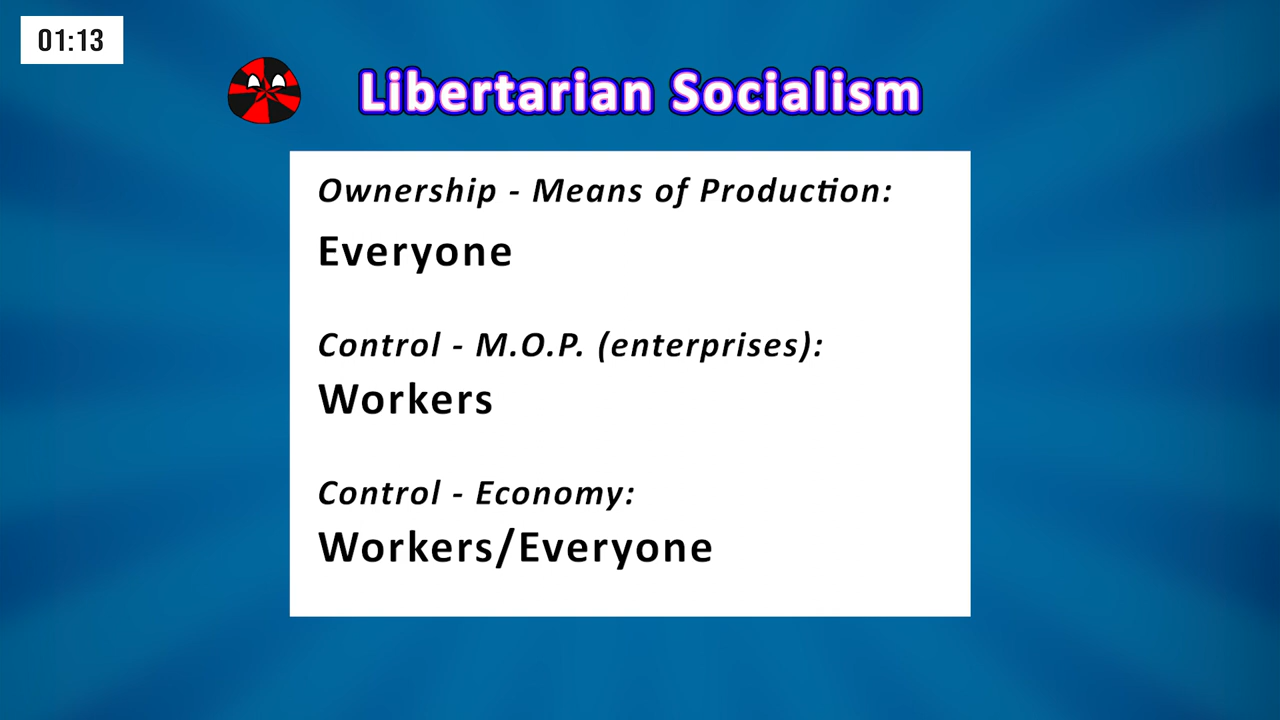 01:13
Libertarian Socialism
Ownership - Means of Production:
Everyone
Control - M.O.P. (enterprises):
Workers
Control - Economy:
Workers/Everyone